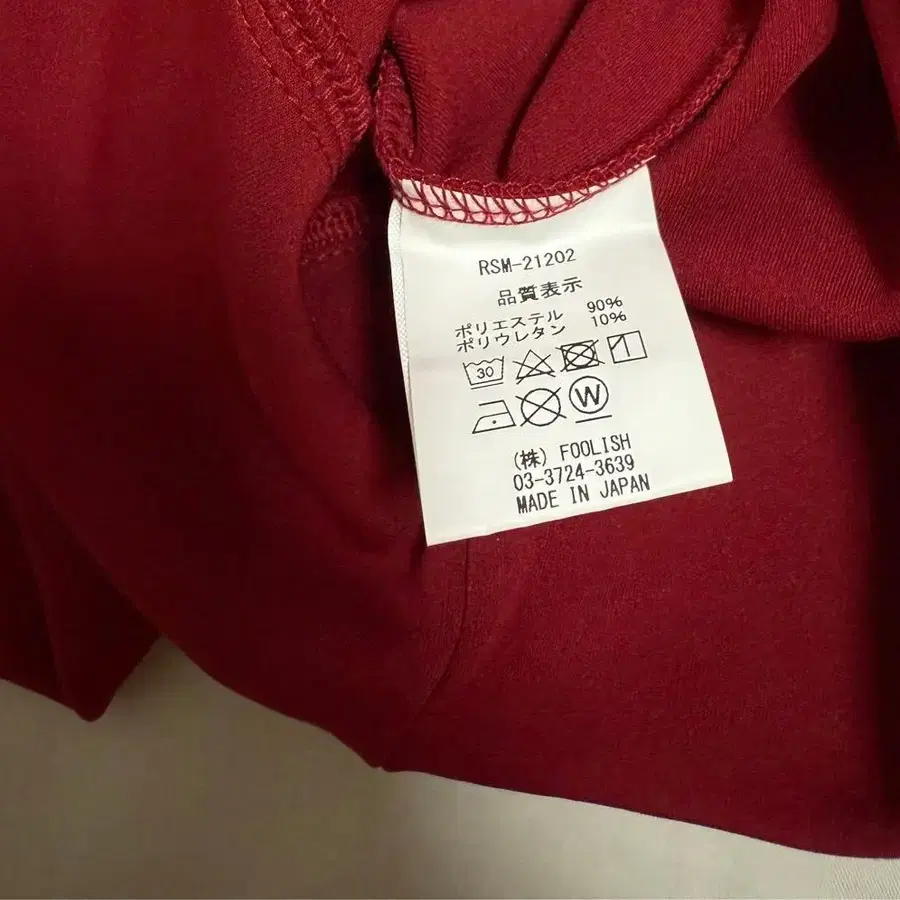 RSM-21202
品質表示
ポリエステル 90%
ポリウレタン 10%
30
W
(株) FOOLISH
03-3724-3639
MADE IN JAPAN